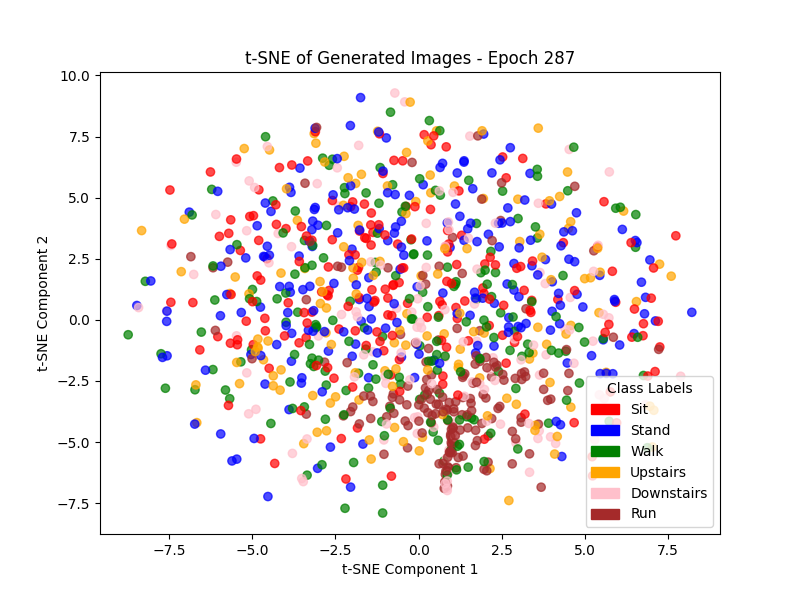 t-SNE of Generated Images - Epoch 287
10.0
7.5
5.0
2.5
0.0
−2.5
−5.0
−7.5
t-SNE Component 2
Class Labels
Sit
Stand
Walk
Upstairs
Downstairs
Run
−7.5 −5.0 −2.5 0.0 2.5 5.0 7.5
t-SNE Component 1